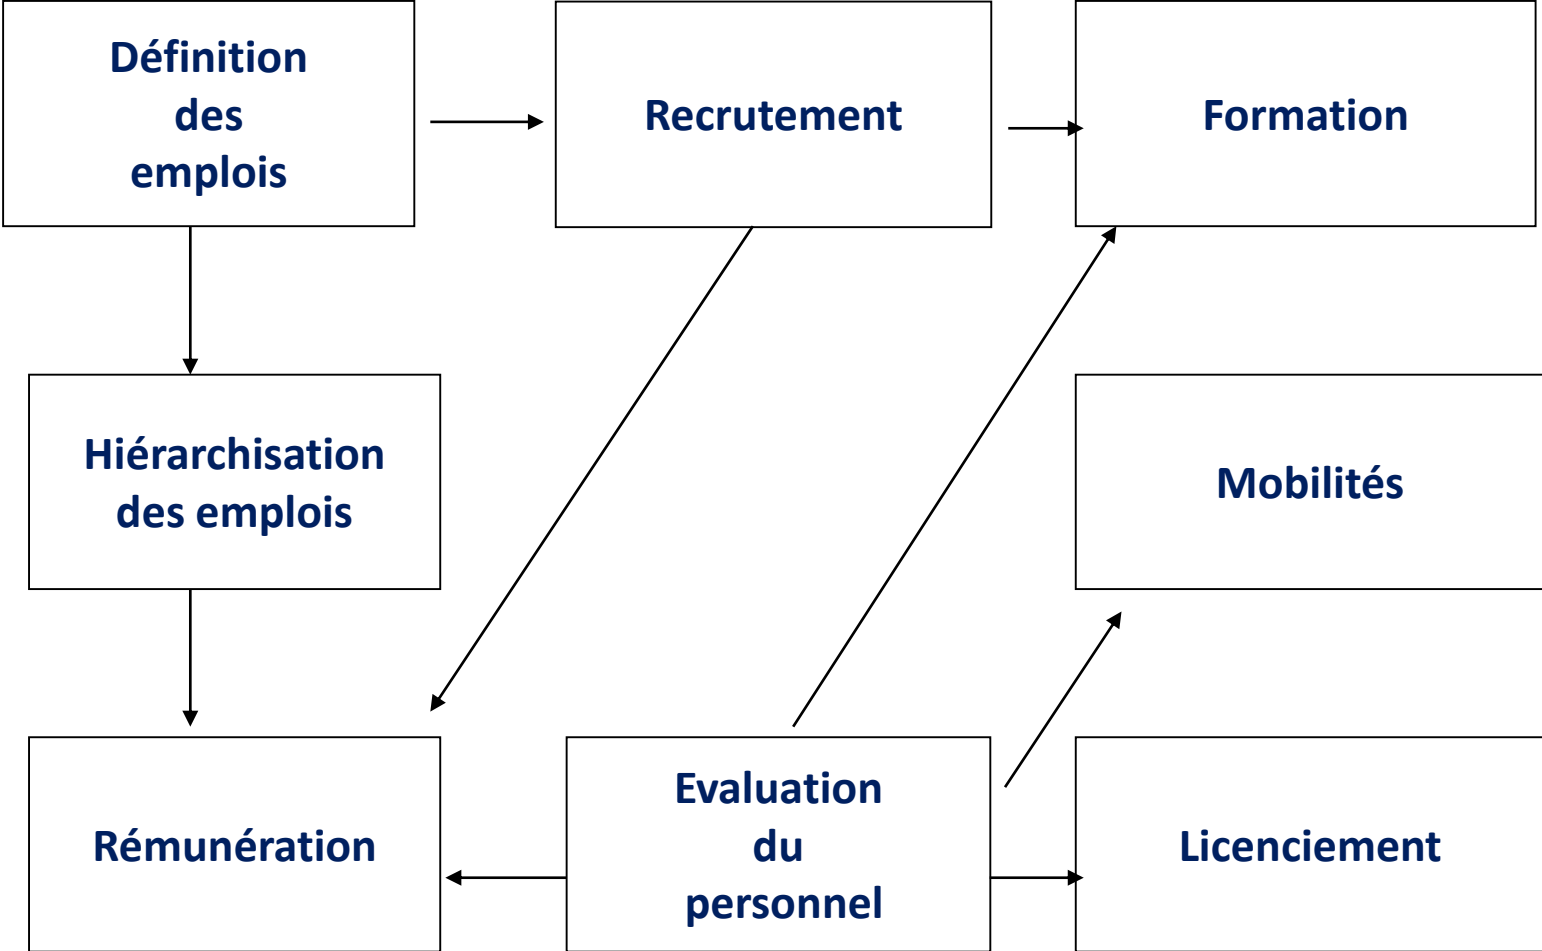 Définition
des
emplois
Recrutement
Formation
Hiérarchisation
des emplois
Mobilités
Rémunération
Evaluation
du
personnel
Licenciement